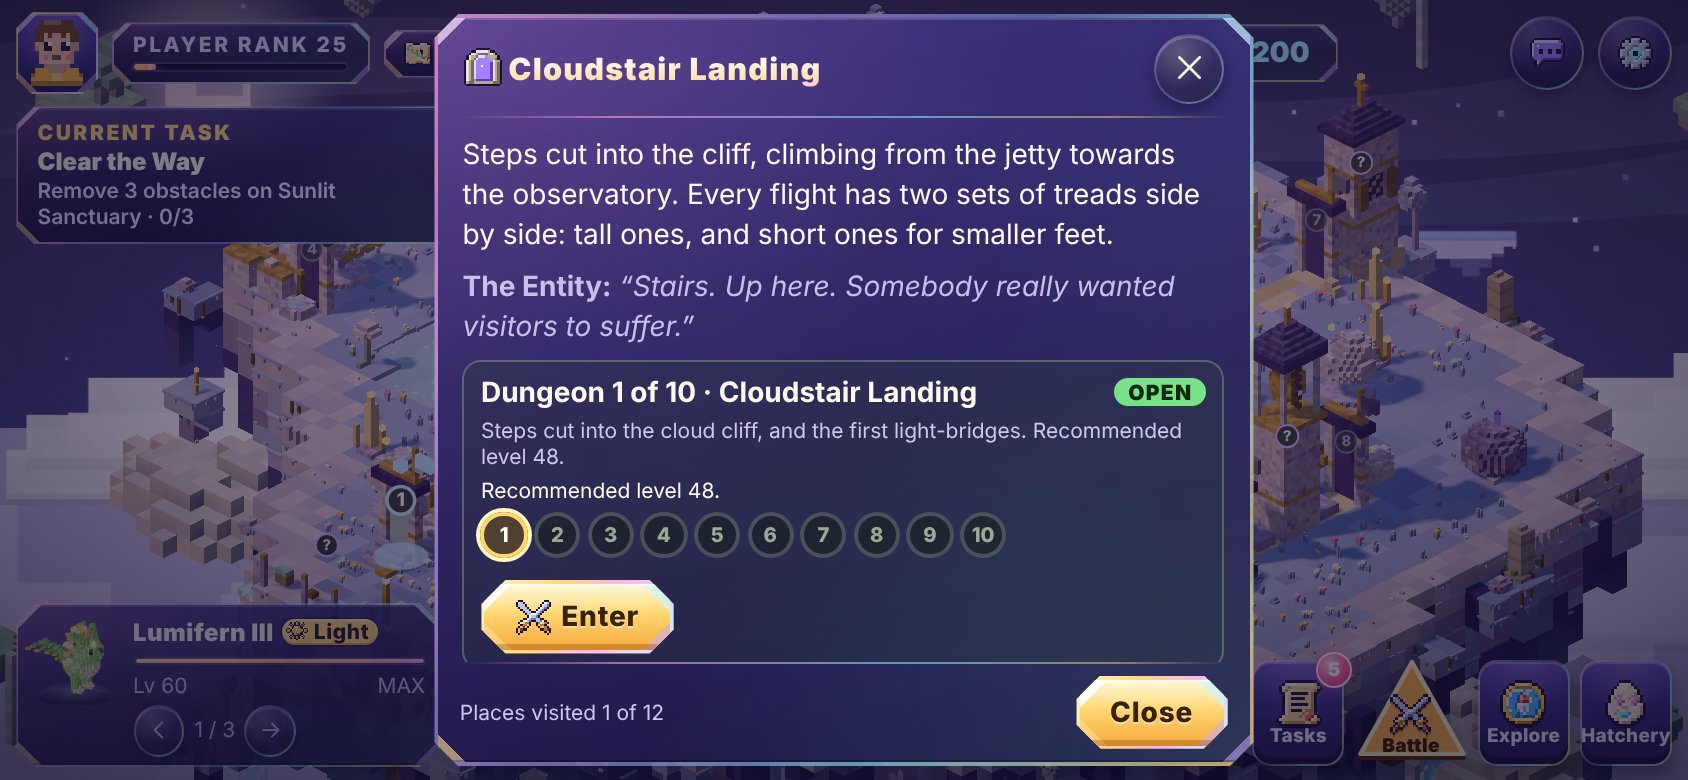 PLAYER RANK 25
200
CURRENT TASK
Clear the Way
Remove 3 obstacles on Sunlit
Sanctuary · 0/3
Cloudstair Landing
Steps cut into the cliff, climbing from the jetty towards
the observatory. Every flight has two sets of treads side
by side: tall ones, and short ones for smaller feet.
The Entity: “Stairs. Up here. Somebody really wanted
visitors to suffer.”
Dungeon 1 of 10 · Cloudstair Landing
OPEN
Steps cut into the cloud cliff, and the first light-bridges. Recommended
level 48.
Recommended level 48.
1 2 3 4 5 6 7 8 9 10
Enter
Places visited 1 of 12
Close
4
1
?
?
7
?
8
Lumifern III
Light
Lv 60
MAX
1 / 3
5
Tasks
Battle
Explore
Hatchery